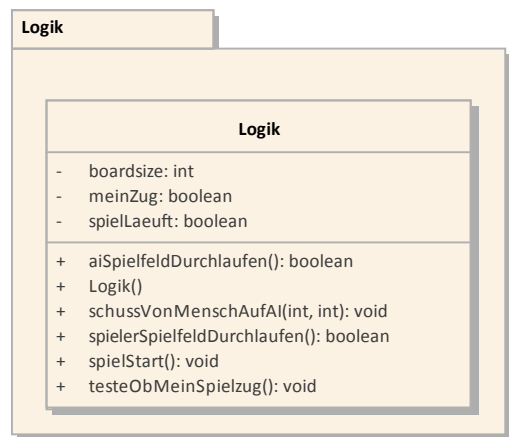 Logik
Logik
- boardsize: int
- meinZug: boolean
- spielLaeuft: boolean
+ aiSpielfeldDurchlaufen(): boolean
+ Logik()
+ schussVonMenschAufAI(int, int): void
+ spielerSpielfeldDurchlaufen(): boolean
+ spielStart(): void
+ testeObMeinSpielzug(): void